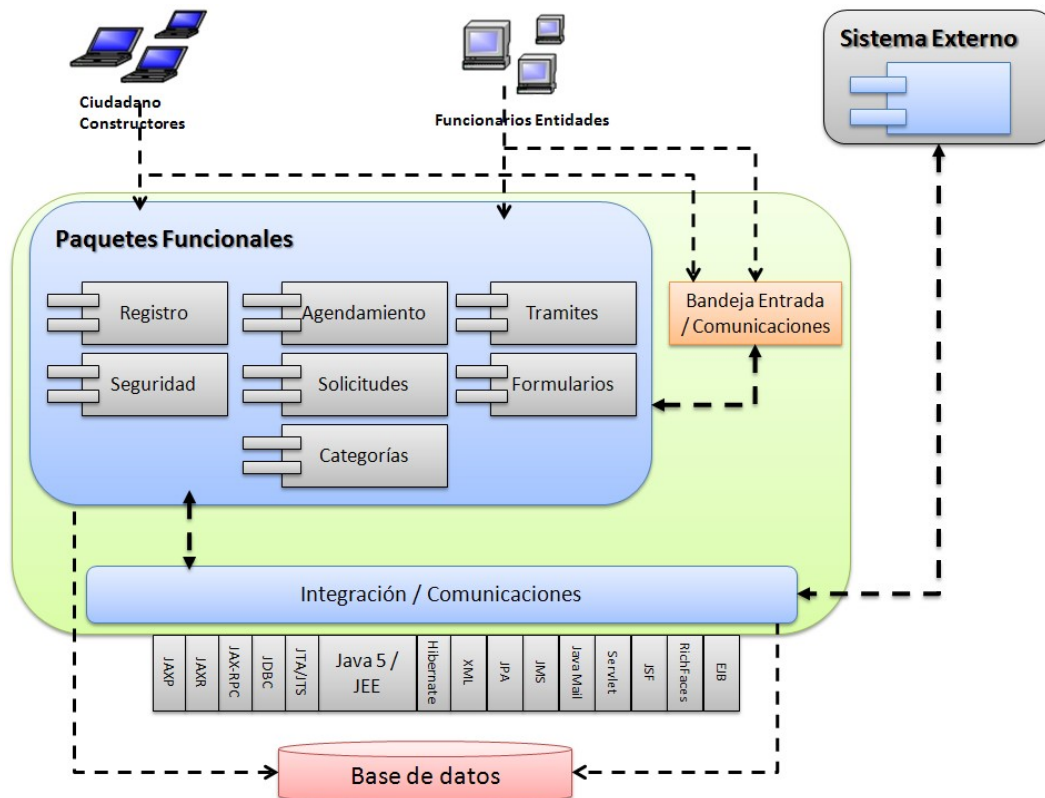 Sistema Externo
Ciudadano
Constructores
Funcionarios Entidades
Paquetes Funcionales
Registro
Agendamiento
Tramites
Bandeja Entrada
/ Comunicaciones
Seguridad
Solicitudes
Formularios
Categorías
Integración / Comunicaciones
JAXP
JAXR
JAX-RPC
JDBC
JTA/JTS
Java 5 /
JEE
Hibernate
XML
JPA
JMS
Java Mail
Servlet
JSF
RichFaces
EJB
Base de datos